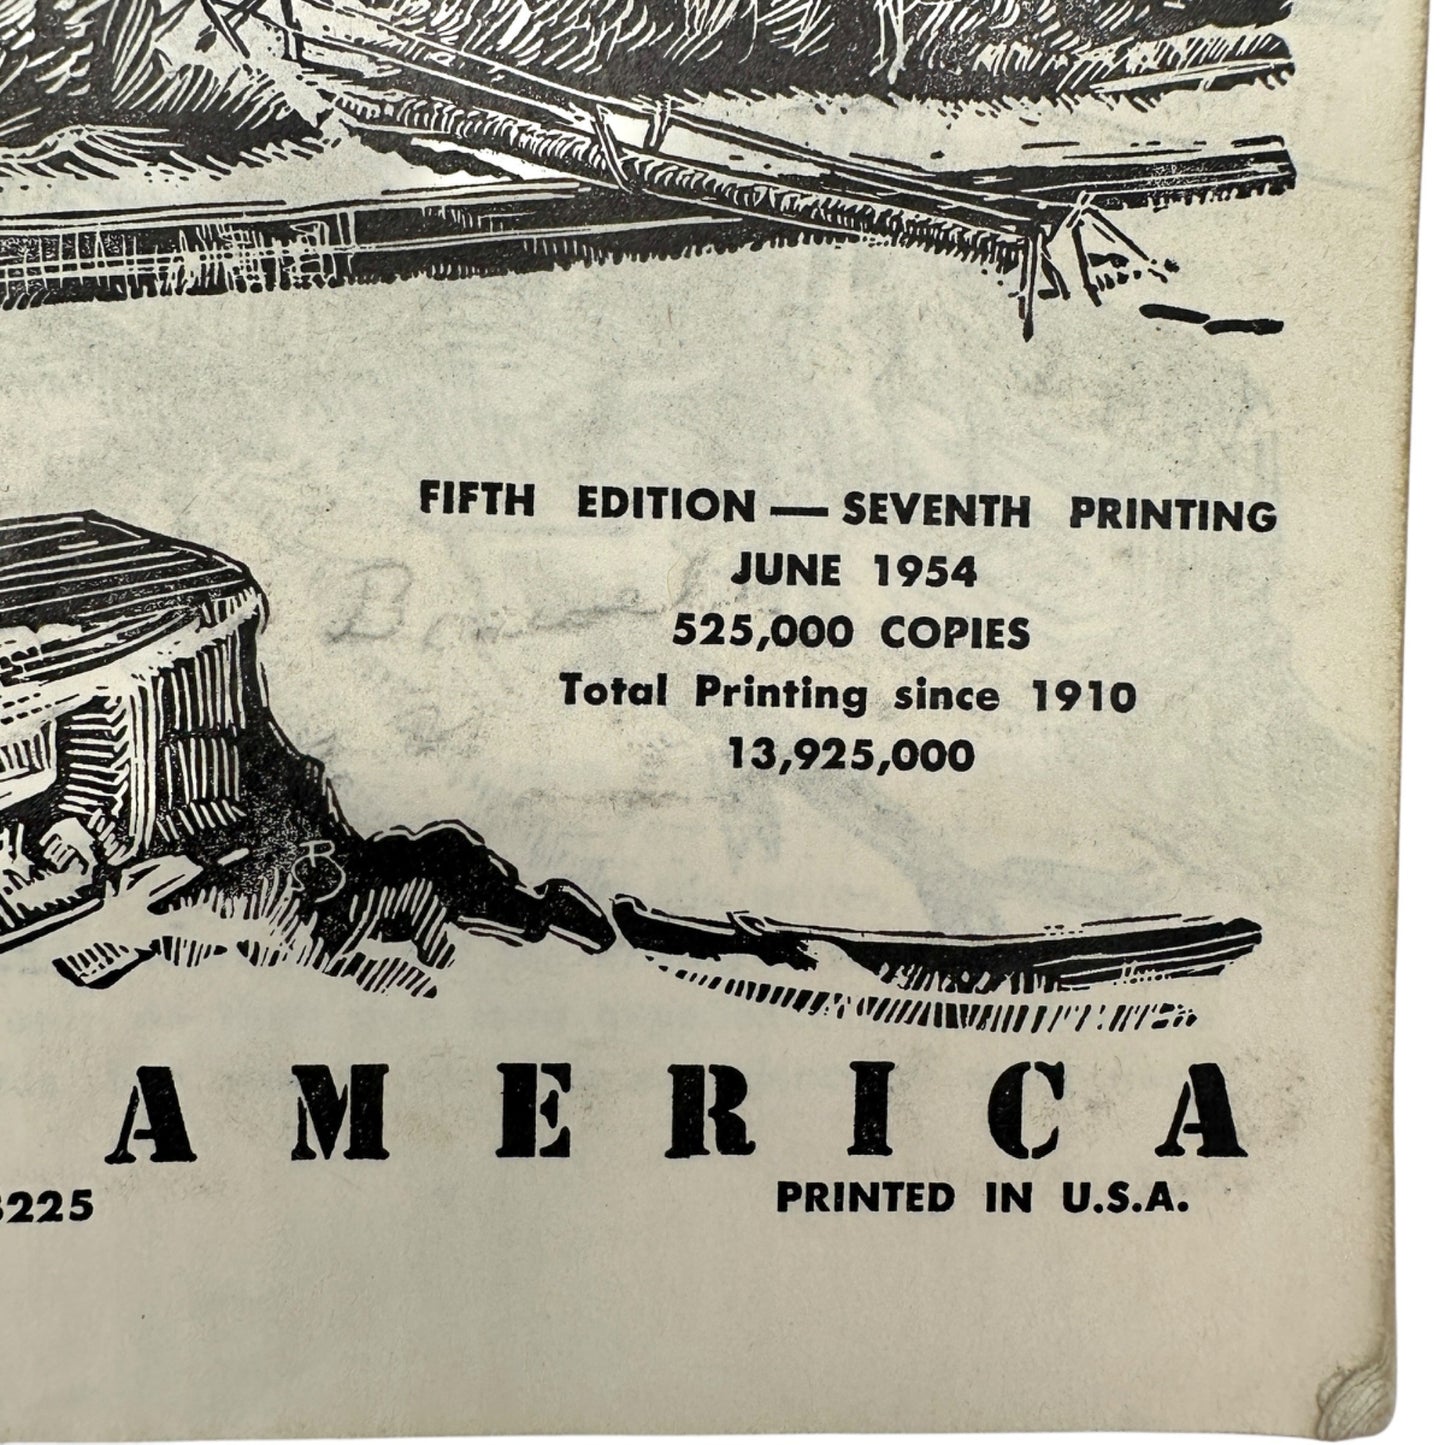 FIFTH EDITION — SEVENTH PRINTING
JUNE 1954
525,000 COPIES
Total Printing since 1910
13,925,000
AMERICA
3225 PRINTED IN U.S.A.